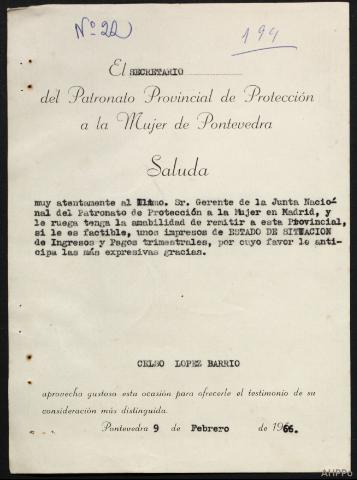 Nº 22
194
El SECRETARIO
del Patronato Provincial de Protección
a la Mujer de Pontevedra
Saluda
muy atentamente al Iltmo. Sr. Gerente de la Junta Nacio-
nal del Patronato de Protección a la Mujer en Madrid, y
le ruega tenga la amabilidad de remitir a esta Provincial,
si le es factible, unos impresos de ESTADO DE SITUACION
de Ingresos y Pagos trimestrales, por cuyo favor le anti-
cipa las más expresivas gracias.
CELSO LOPEZ BARRIO
aprovecha gustosa esta ocasión para ofrecerle el testimonio de su
consideración más distinguida.
Pontevedra 9 de Febrero de 1966.
AHPPo